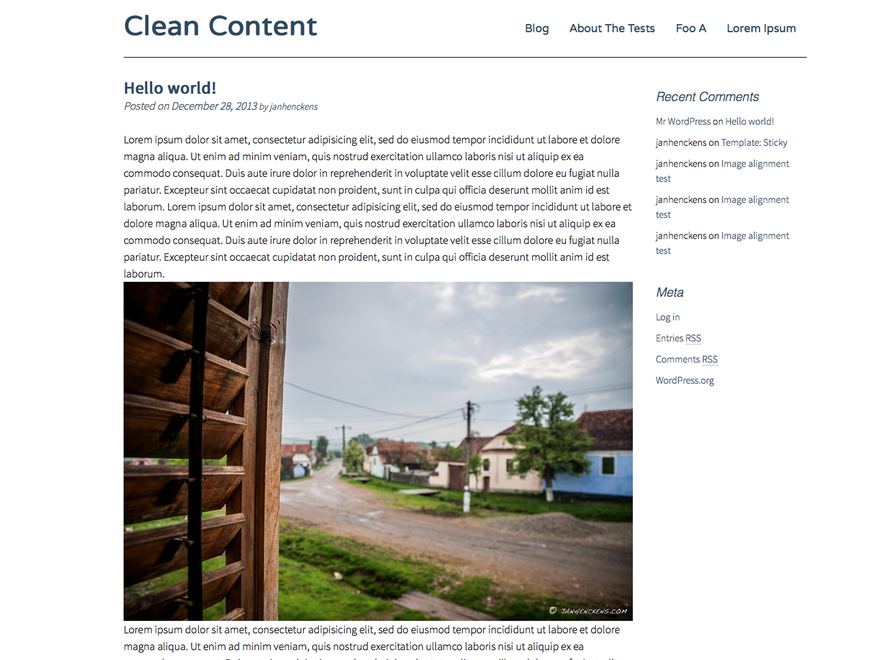 Clean Content
Blog About The Tests Foo A Lorem Ipsum
Hello world!
Posted on December 28, 2013 by janhenckens
Lorem ipsum dolor sit amet, consectetur adipisicing elit, sed do eiusmod tempor incididunt ut labore et dolore
magna aliqua. Ut enim ad minim veniam, quis nostrud exercitation ullamco laboris nisi ut aliquip ex ea
commodo consequat. Duis aute irure dolor in reprehenderit in voluptate velit esse cillum dolore eu fugiat nulla
pariatur. Excepteur sint occaecat cupidatat non proident, sunt in culpa qui officia deserunt mollit anim id est
laborum. Lorem ipsum dolor sit amet, consectetur adipisicing elit, sed do eiusmod tempor incididunt ut labore et
dolore magna aliqua. Ut enim ad minim veniam, quis nostrud exercitation ullamco laboris nisi ut aliquip ex ea
commodo consequat. Duis aute irure dolor in reprehenderit in voluptate velit esse cillum dolore eu fugiat nulla
pariatur. Excepteur sint occaecat cupidatat non proident, sunt in culpa qui officia deserunt mollit anim id est
laborum.
© JANHENCKENS.COM
Lorem ipsum dolor sit amet, consectetur adipisicing elit, sed do eiusmod tempor incididunt ut labore et dolore
magna aliqua. Ut enim ad minim veniam, quis nostrud exercitation ullamco laboris nisi ut aliquip ex ea
Recent Comments
Mr WordPress on Hello world!
janhenckens on Template: Sticky
janhenckens on Image alignment
test
janhenckens on Image alignment
test
janhenckens on Image alignment
test
Meta
Log in
Entries RSS
Comments RSS
WordPress.org